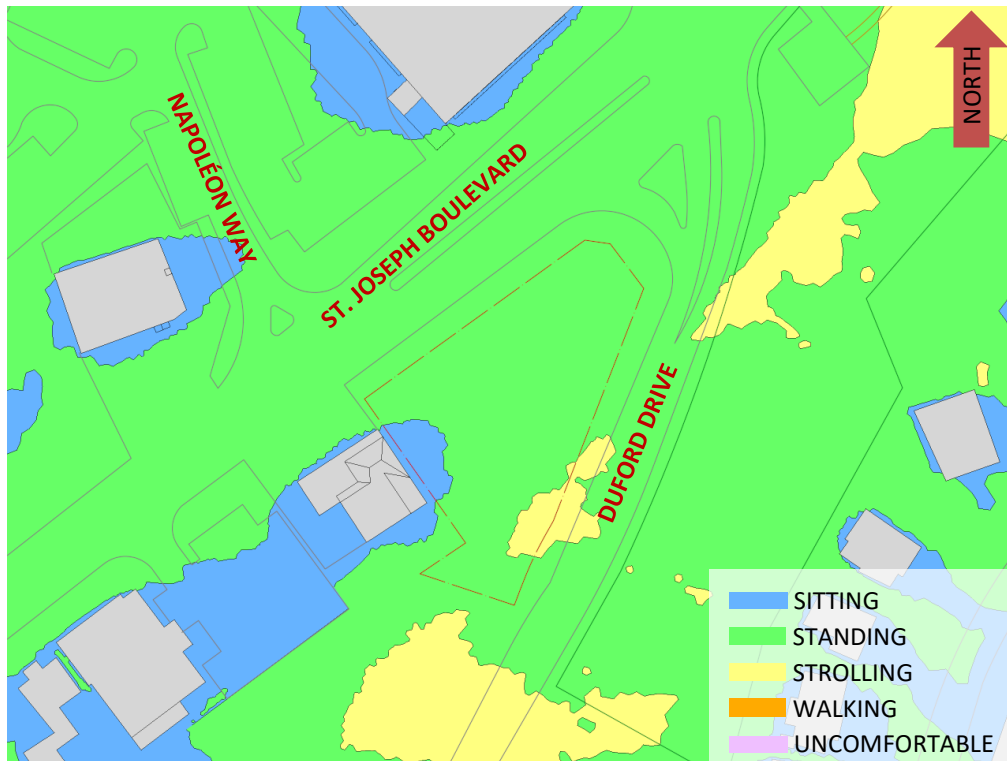 NORTH
NAPOLÉON WAY
ST. JOSEPH BOULEVARD
DUFORD DRIVE
SITTING
STANDING
STROLLING
WALKING
UNCOMFORTABLE